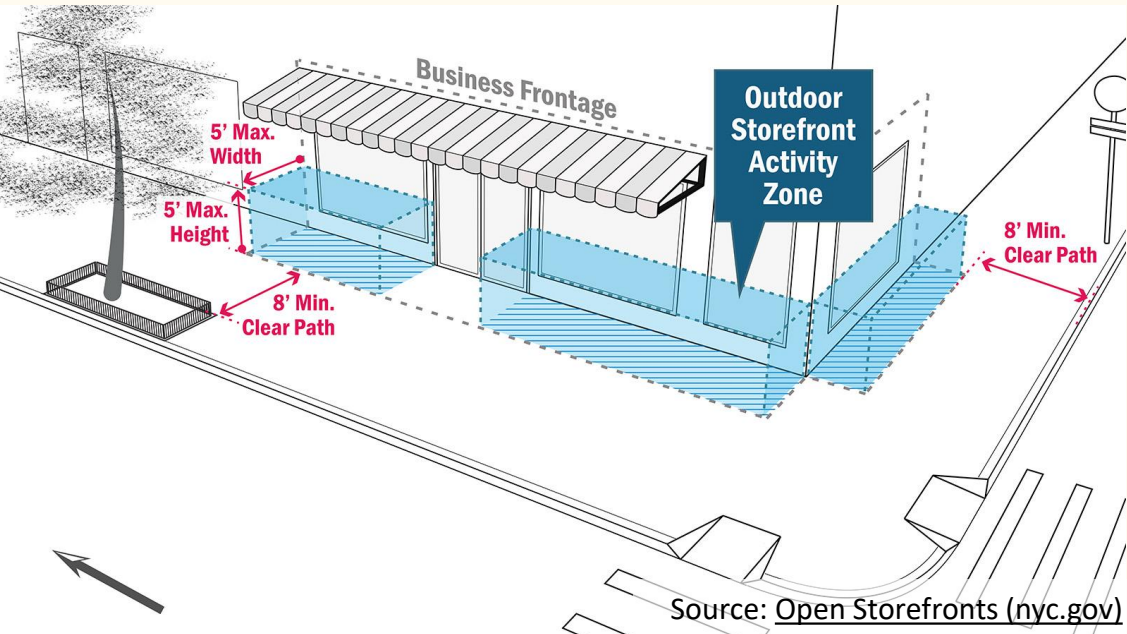 Business Frontage
Outdoor
Storefront
Activity
Zone
5’ Max.
Width
5’ Max.
Height
8’ Min.
Clear Path
8’ Min.
Clear Path
Source: Open Storefronts (nyc.gov)